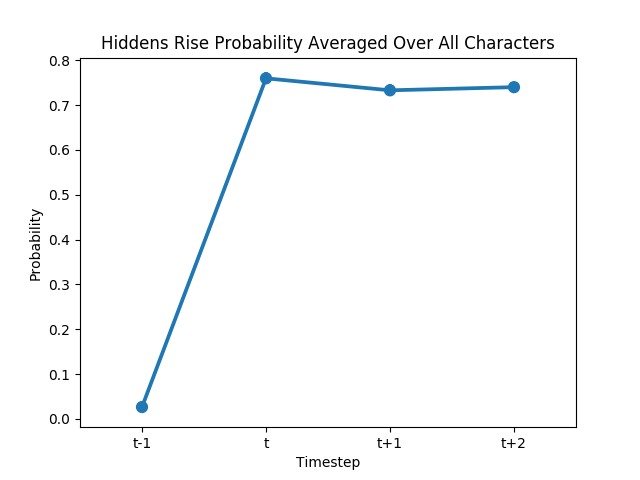 Hiddens Rise Probability Averaged Over All Characters
0.8
0.7
0.6
0.5
0.4
0.3
0.2
0.1
0.0
Probability
t-1 t t+1 t+2
Timestep